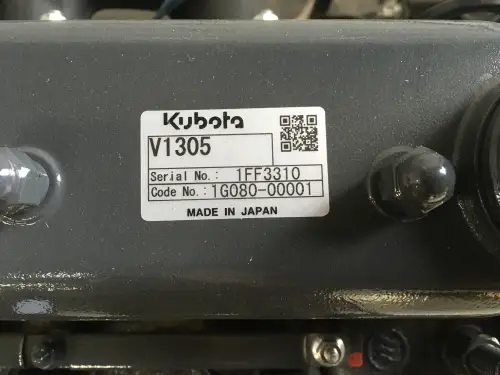 Kubota
V1305
Serial No.: 1FF3310
Code No.: 1G080-00001
MADE IN JAPAN